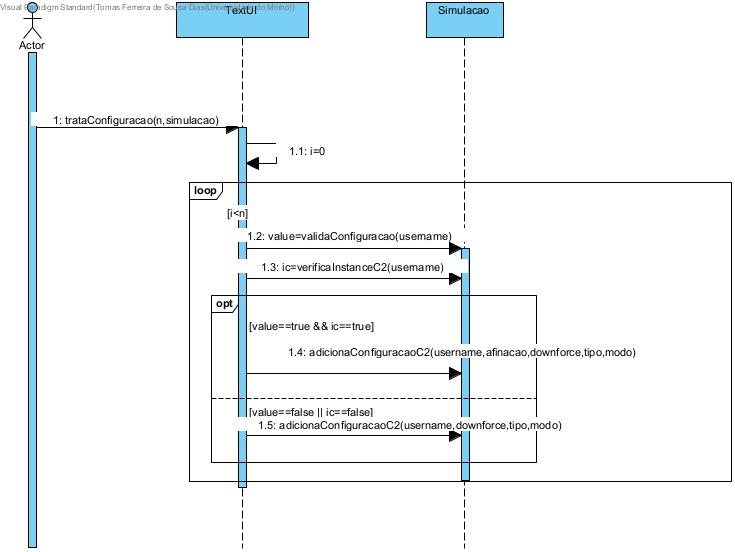 Visual Paradigm Standard(Tomas Ferreira de Sousa Dias(Universidade do Minho))
TextUI
Simulacao
Actor
1: trataConfiguracao(n,simulacao)
1.1: i=0
loop
[i<n]
1.2: value=validaConfiguracao(username)
1.3: ic=verificaInstanceC2(username)
opt
[value==true && ic==true]
1.4: adicionaConfiguracaoC2(username,afinacao,downforce,tipo,modo)
[value==false || ic==false]
1.5: adicionaConfiguracaoC2(username,downforce,tipo,modo)